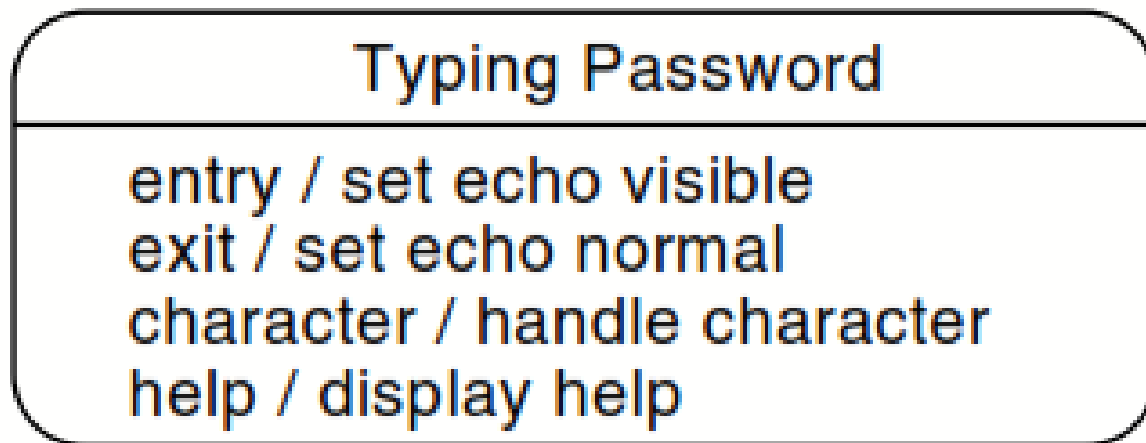 Typing Password
entry / set echo visible
exit / set echo normal
character / handle character
help / display help